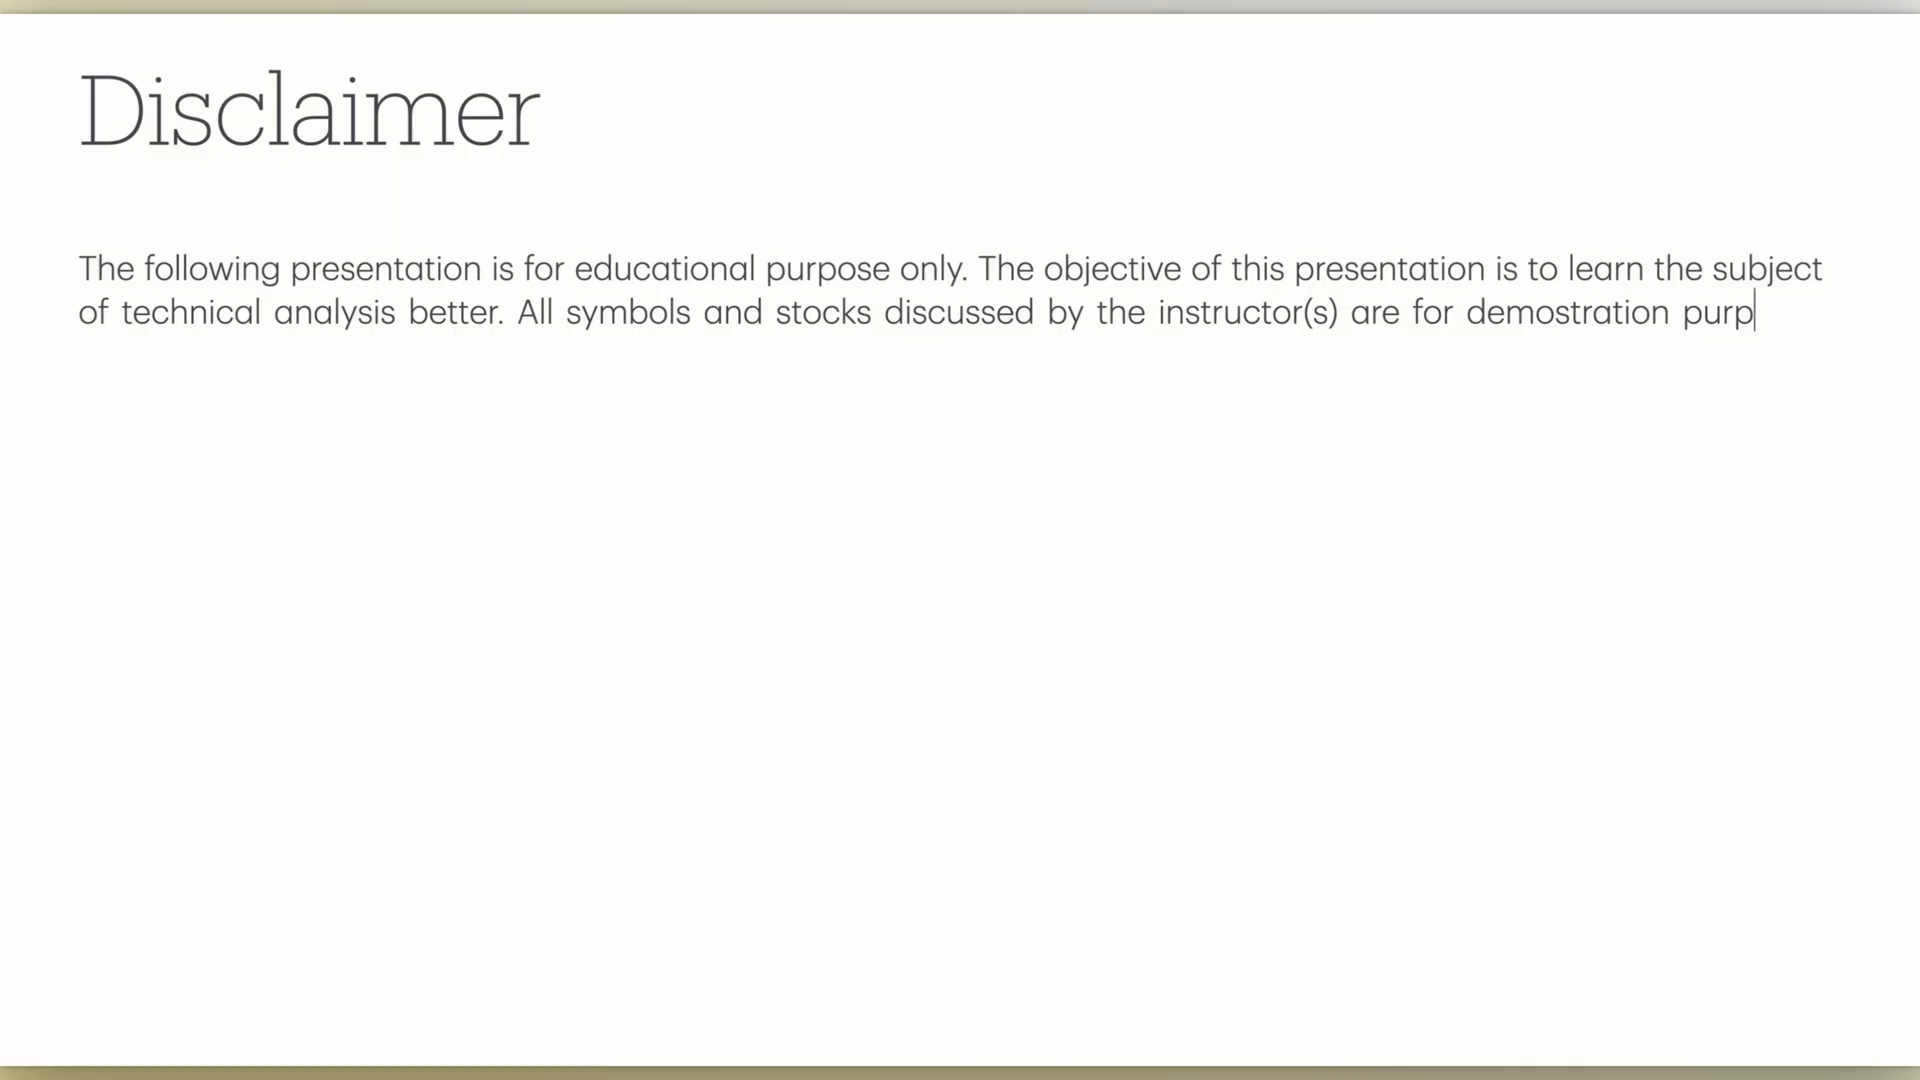 Disclaimer
The following presentation is for educational purpose only. The objective of this presentation is to learn the subject
of technical analysis better. All symbols and stocks discussed by the instructor(s) are for demostration purp